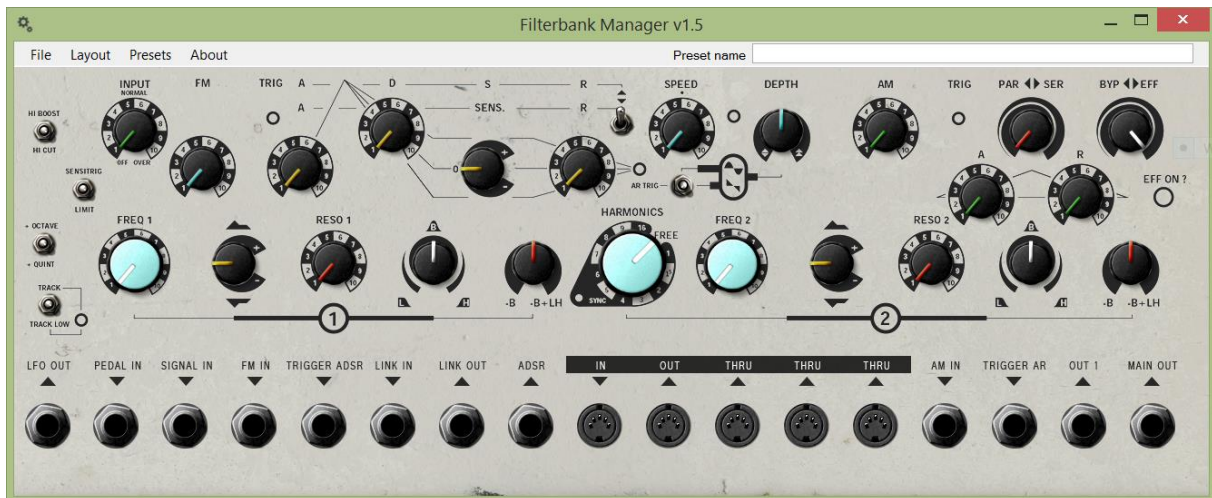 Filterbank Manager v1.5
File Layout Presets About Preset name
INPUT FM TRIG A D S R SPEED DEPTH AM TRIG PAR SER BYP EFF
NORMAL
A SENS. R
HI BOOST
HI CUT
OFF OVER
SENSITRIG
LIMIT
0 + -
AR TRIG
A R
EFF ON ?
+ OCTAVE
+ QUINT
FREQ 1 RESO 1 B HARMONICS FREQ 2 RESO 2 B
FREE
SYNC
TRACK
TRACK LOW
L H -B -B+LH
L H -B -B+LH
1 2
LFO OUT PEDAL IN SIGNAL IN FM IN TRIGGER ADSR LINK IN LINK OUT ADSR IN OUT THRU THRU THRU AM IN TRIGGER AR OUT 1 MAIN OUT